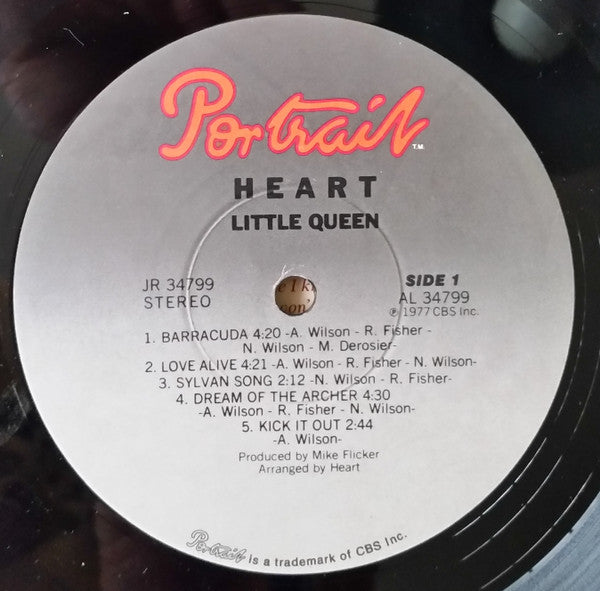 Portrait T.M.
HEART
LITTLE QUEEN
JR 34799
STEREO
SIDE 1
AL 34799
℗ 1977 CBS Inc.
1. BARRACUDA 4:20 -A. Wilson - R. Fisher -
N. Wilson - M. Derosier-
2. LOVE ALIVE 4:21 -A. Wilson - R. Fisher - N. Wilson-
3. SYLVAN SONG 2:12 -N. Wilson - R. Fisher-
4. DREAM OF THE ARCHER 4:30
-A. Wilson - R. Fisher - N. Wilson-
5. KICK IT OUT 2:44
-A. Wilson-
Produced by Mike Flicker
Arranged by Heart
Portrait is a trademark of CBS Inc.